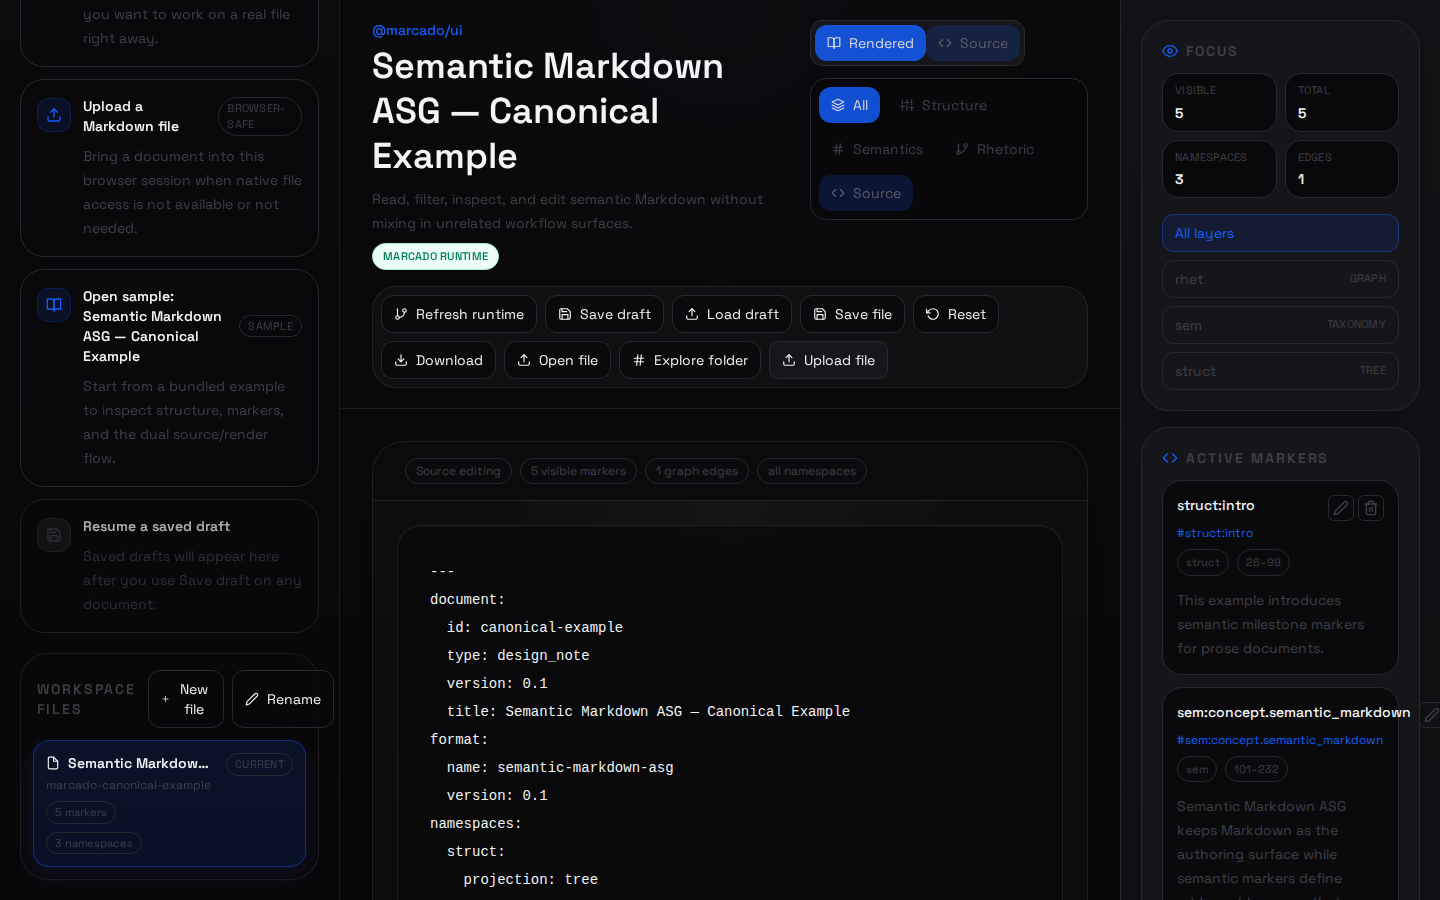 you want to work on a real file
right away.
Upload a
Markdown file
BROWSER-
SAFE
Bring a document into this
browser session when native file
access is not available or not
needed.
Open sample:
Semantic Markdown
ASG — Canonical
Example
SAMPLE
Start from a bundled example
to inspect structure, markers,
and the dual source/render
flow.
Resume a saved draft
Saved drafts will appear here
after you use Save draft on any
document.
WORKSPACE
FILES
New
file
Rename
Semantic Markdow...
CURRENT
marcado-canonical-example
5 markers
3 namespaces
@marcado/ui
Semantic Markdown
ASG — Canonical
Example
Read, filter, inspect, and edit semantic Markdown without
mixing in unrelated workflow surfaces.
MARCADO RUNTIME
Rendered
Source
All
Structure
Semantics
Rhetoric
Source
Refresh runtime
Save draft
Load draft
Save file
Reset
Download
Open file
Explore folder
Upload file
Source editing
5 visible markers
1 graph edges
all namespaces
---
document:
id: canonical-example
type: design_note
version: 0.1
title: Semantic Markdown ASG — Canonical Example
format:
name: semantic-markdown-asg
version: 0.1
namespaces:
struct:
projection: tree
FOCUS
VISIBLE
5
TOTAL
5
NAMESPACES
3
EDGES
1
All layers
rhet
GRAPH
sem
TAXONOMY
struct
TREE
ACTIVE MARKERS
struct:intro
#struct:intro
struct
26–99
This example introduces
semantic milestone markers
for prose documents.
sem:concept.semantic_markdown
#sem:concept.semantic_markdown
sem
101–232
Semantic Markdown ASG
keeps Markdown as the
authoring surface while
semantic markers define